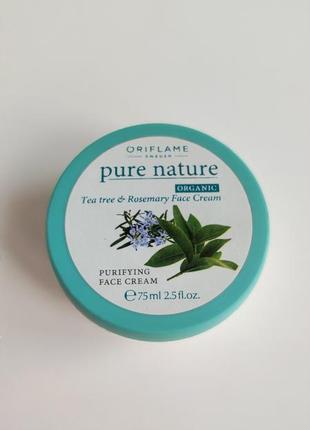 ORIFLAME
SWEDEN
pure nature
ORGANIC
Tea tree & Rosemary Face Cream
PURIFYING
FACE CREAM
℮75ml 2.5fl.oz.